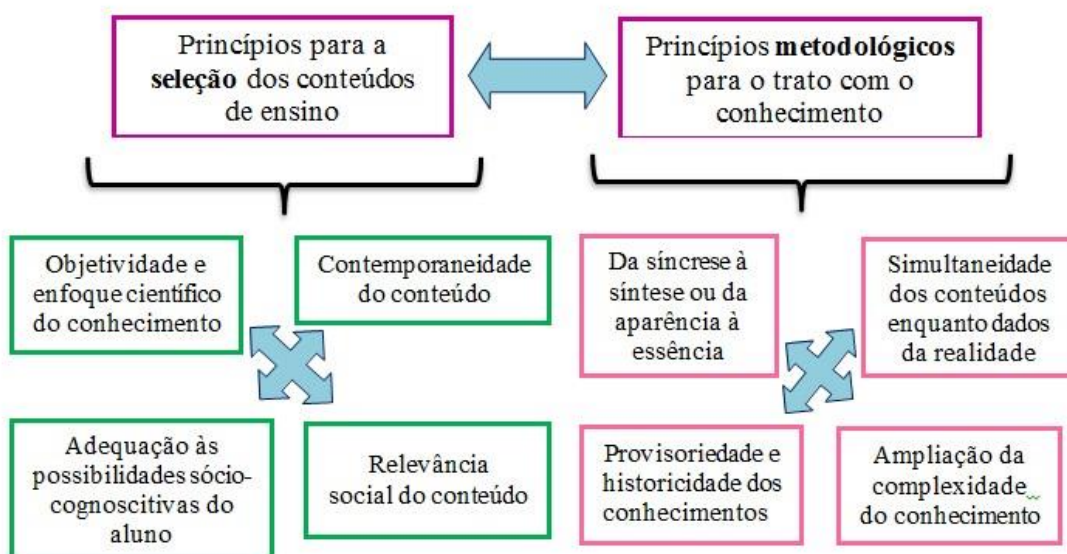 Princípios para a
seleção dos conteúdos
de ensino
Princípios metodológicos
para o trato com o
conhecimento
Objetividade e
enfoque científico
do conhecimento
Contemporaneidade
do conteúdo
Adequação às
possibilidades sócio-
cognoscitivas do
aluno
Relevância
social do conteúdo
Da síncrese à
síntese ou da
aparência à
essência
Simultaneidade
dos conteúdos
enquanto dados
da realidade
Provisoriedade e
historicidade dos
conhecimentos
Ampliação da
complexidade
do conhecimento